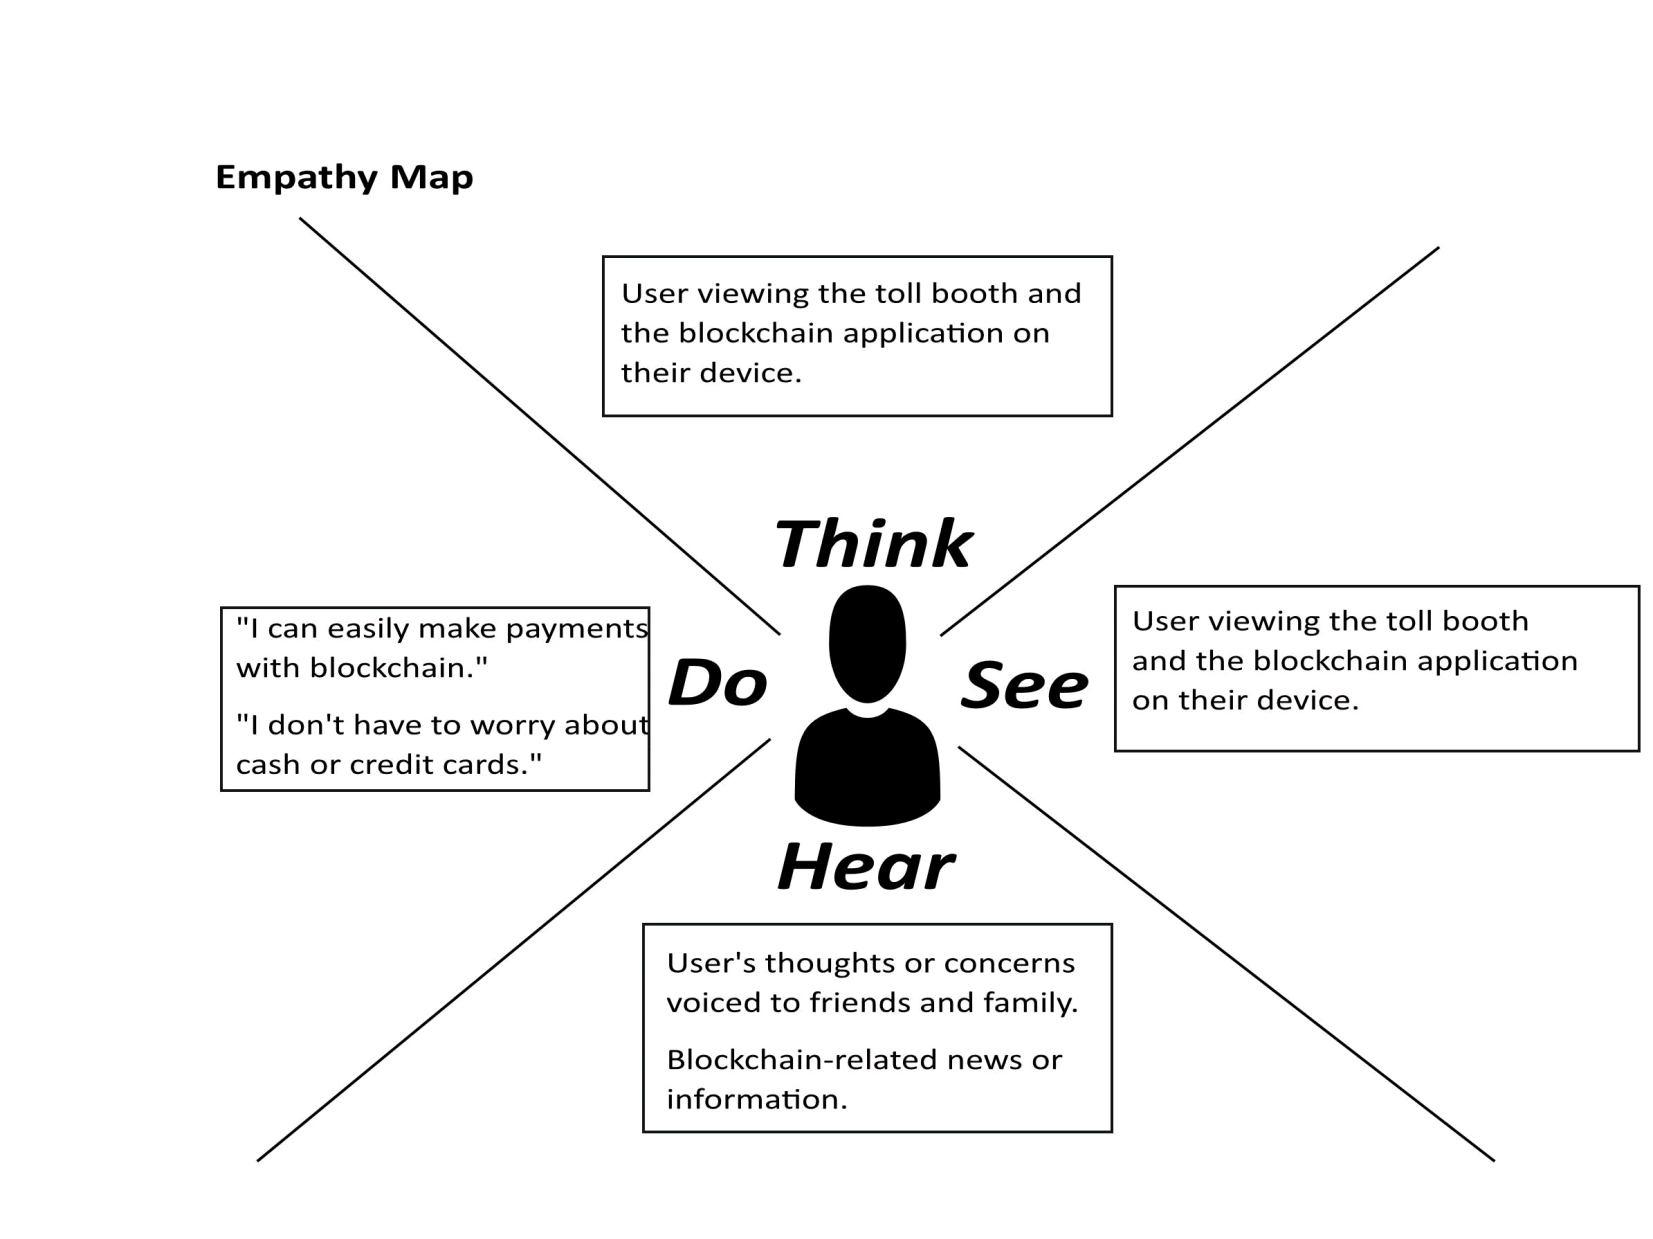 Empathy Map
User viewing the toll booth and
the blockchain application on
their device.
Think
"I can easily make payments
with blockchain."
"I don't have to worry about
cash or credit cards."
Do
See
User viewing the toll booth
and the blockchain application
on their device.
Hear
User's thoughts or concerns
voiced to friends and family.
Blockchain-related news or
information.